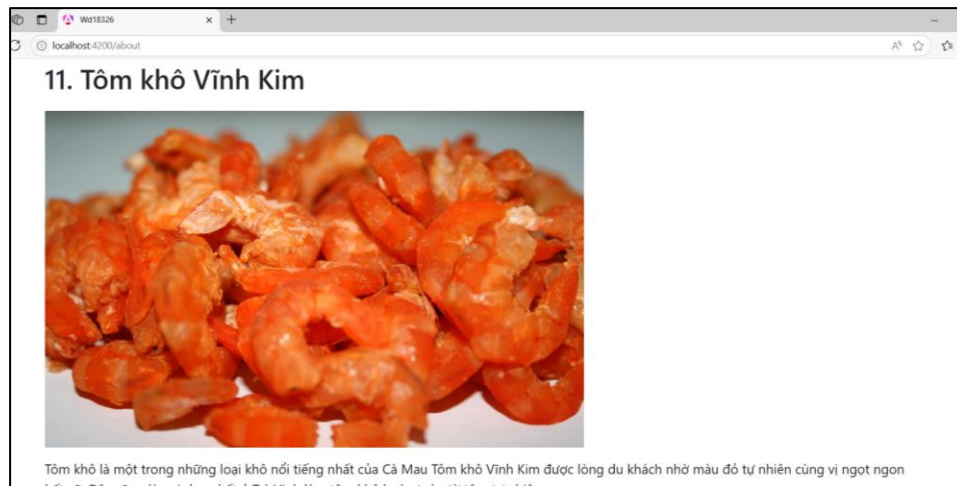 Wd18326
localhost:4200/about
11. Tôm khô Vĩnh Kim
Tôm khô là một trong những loại khô nổi tiếng nhất của Cà Mau Tôm khô Vĩnh Kim được lòng du khách nhờ màu đỏ tự nhiên cùng vị ngọt ngon